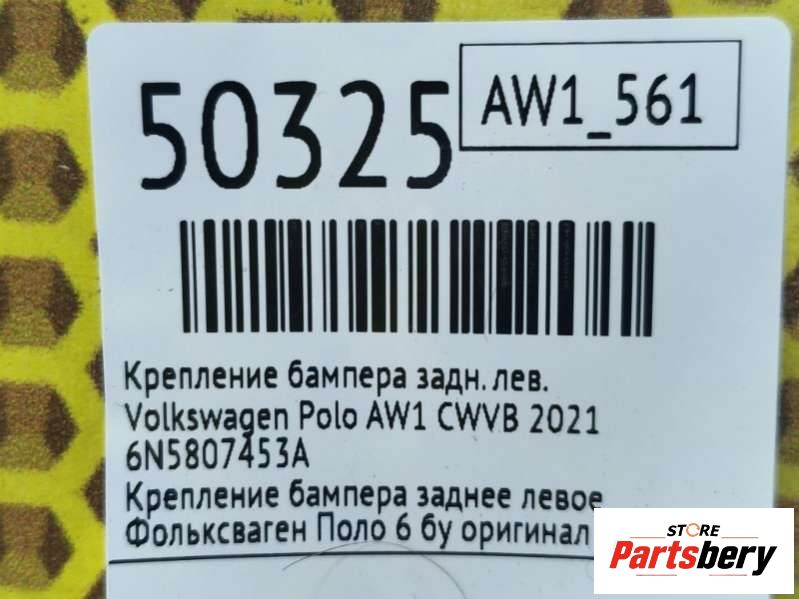 50325
AW1_561
Крепление бампера задн. лев.
Volkswagen Polo AW1 CWVB 2021
6N5807453A
Крепление бампера заднее левое
Фольксваген Поло 6 бу оригинал
STORE
Partsbery